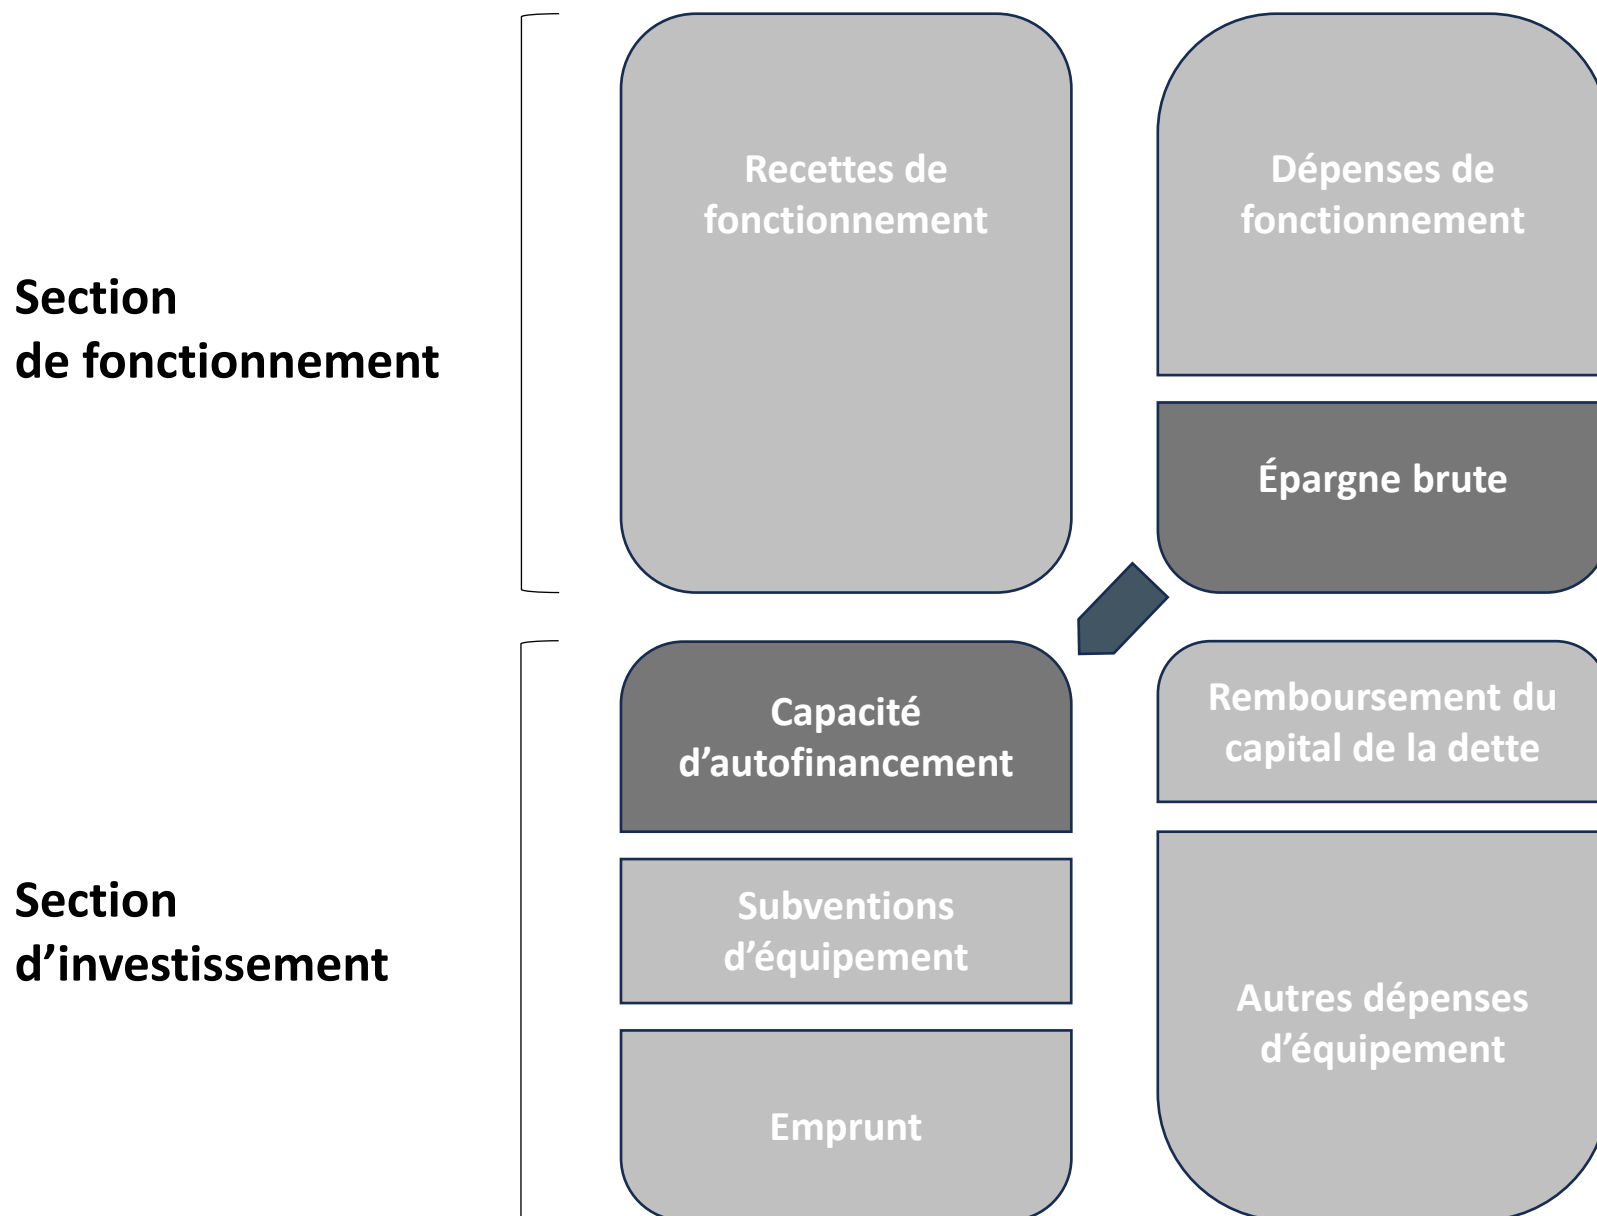 Section
de fonctionnement
Recettes de
fonctionnement
Dépenses de
fonctionnement
Épargne brute
Section
d’investissement
Capacité
d’autofinancement
Subventions
d’équipement
Emprunt
Remboursement du
capital de la dette
Autres dépenses
d’équipement